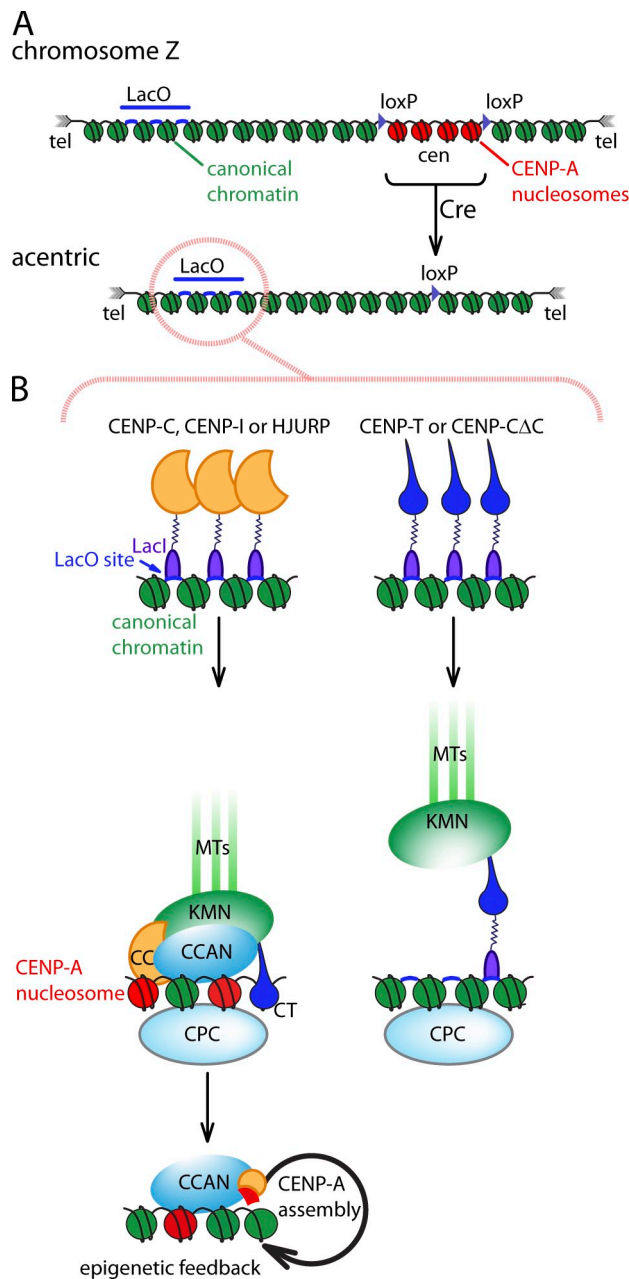 A
chromosome Z
LacO
loxP
loxP
tel
tel
cen
canonical
chromatin
CENP-A
nucleosomes
Cre
acentric
LacO
loxP
tel
tel
B
CENP-C, CENP-I or HJURP
CENP-T or CENP-CΔC
LacI
LacO site
canonical
chromatin
MTs
KMN
MTs
KMN
CC
CCAN
CENP-A
nucleosome
CT
CPC
CPC
CCAN
CENP-A
assembly
epigenetic feedback